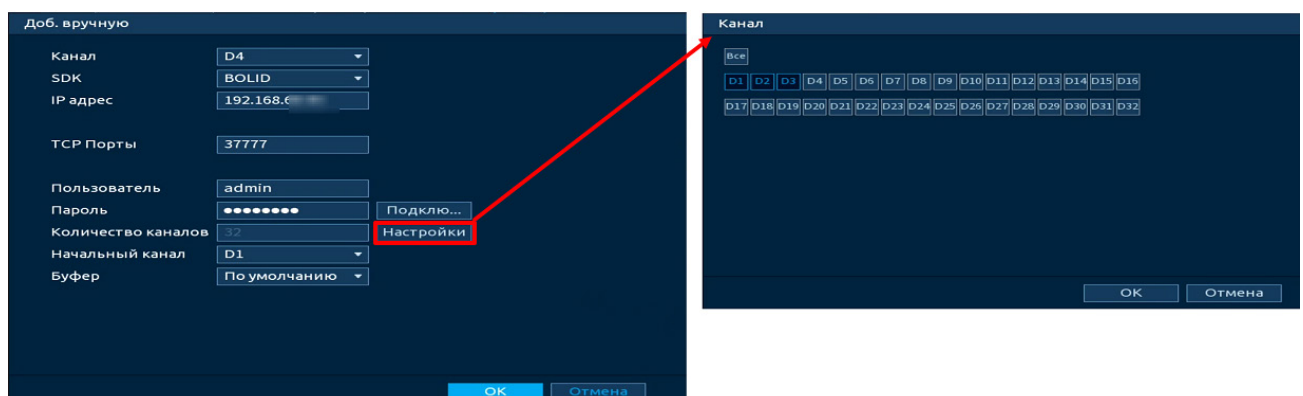 Доб. вручную
Канал D4
SDK BOLID
IP адрес 192.168.
TCP Порты 37777
Пользователь admin
Пароль Подклю...
Количество каналов 32 Настройки
Начальный канал D1
Буфер По умолчанию
OK Отмена
Канал
Все
D1 D2 D3 D4 D5 D6 D7 D8 D9 D10 D11 D12 D13 D14 D15 D16
D17 D18 D19 D20 D21 D22 D23 D24 D25 D26 D27 D28 D29 D30 D31 D32
OK Отмена